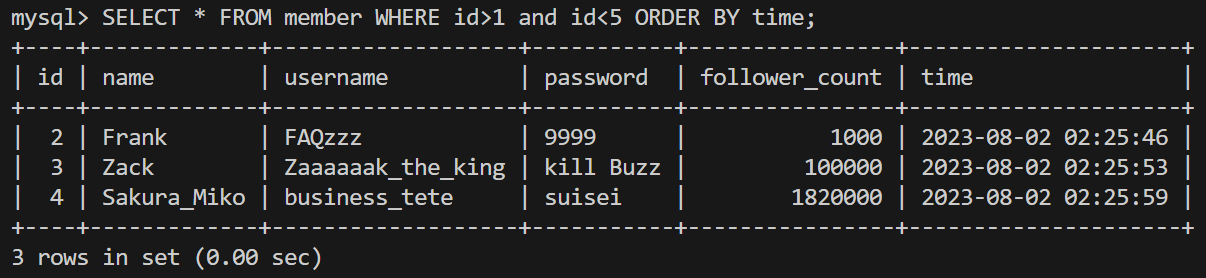 mysql> SELECT * FROM member WHERE id>1 and id<5 ORDER BY time;
+----+-------------+-------------------+-----------+----------------+---------------------+
| id | name        | username          | password  | follower_count | time                |
+----+-------------+-------------------+-----------+----------------+---------------------+
|  2 | Frank       | FAQzzz            | 9999      |           1000 | 2023-08-02 02:25:46 |
|  3 | Zack        | Zaaaaaak_the_king | kill Buzz |         100000 | 2023-08-02 02:25:53 |
|  4 | Sakura_Miko | business_tete     | suisei    |        1820000 | 2023-08-02 02:25:59 |
+----+-------------+-------------------+-----------+----------------+---------------------+
3 rows in set (0.00 sec)